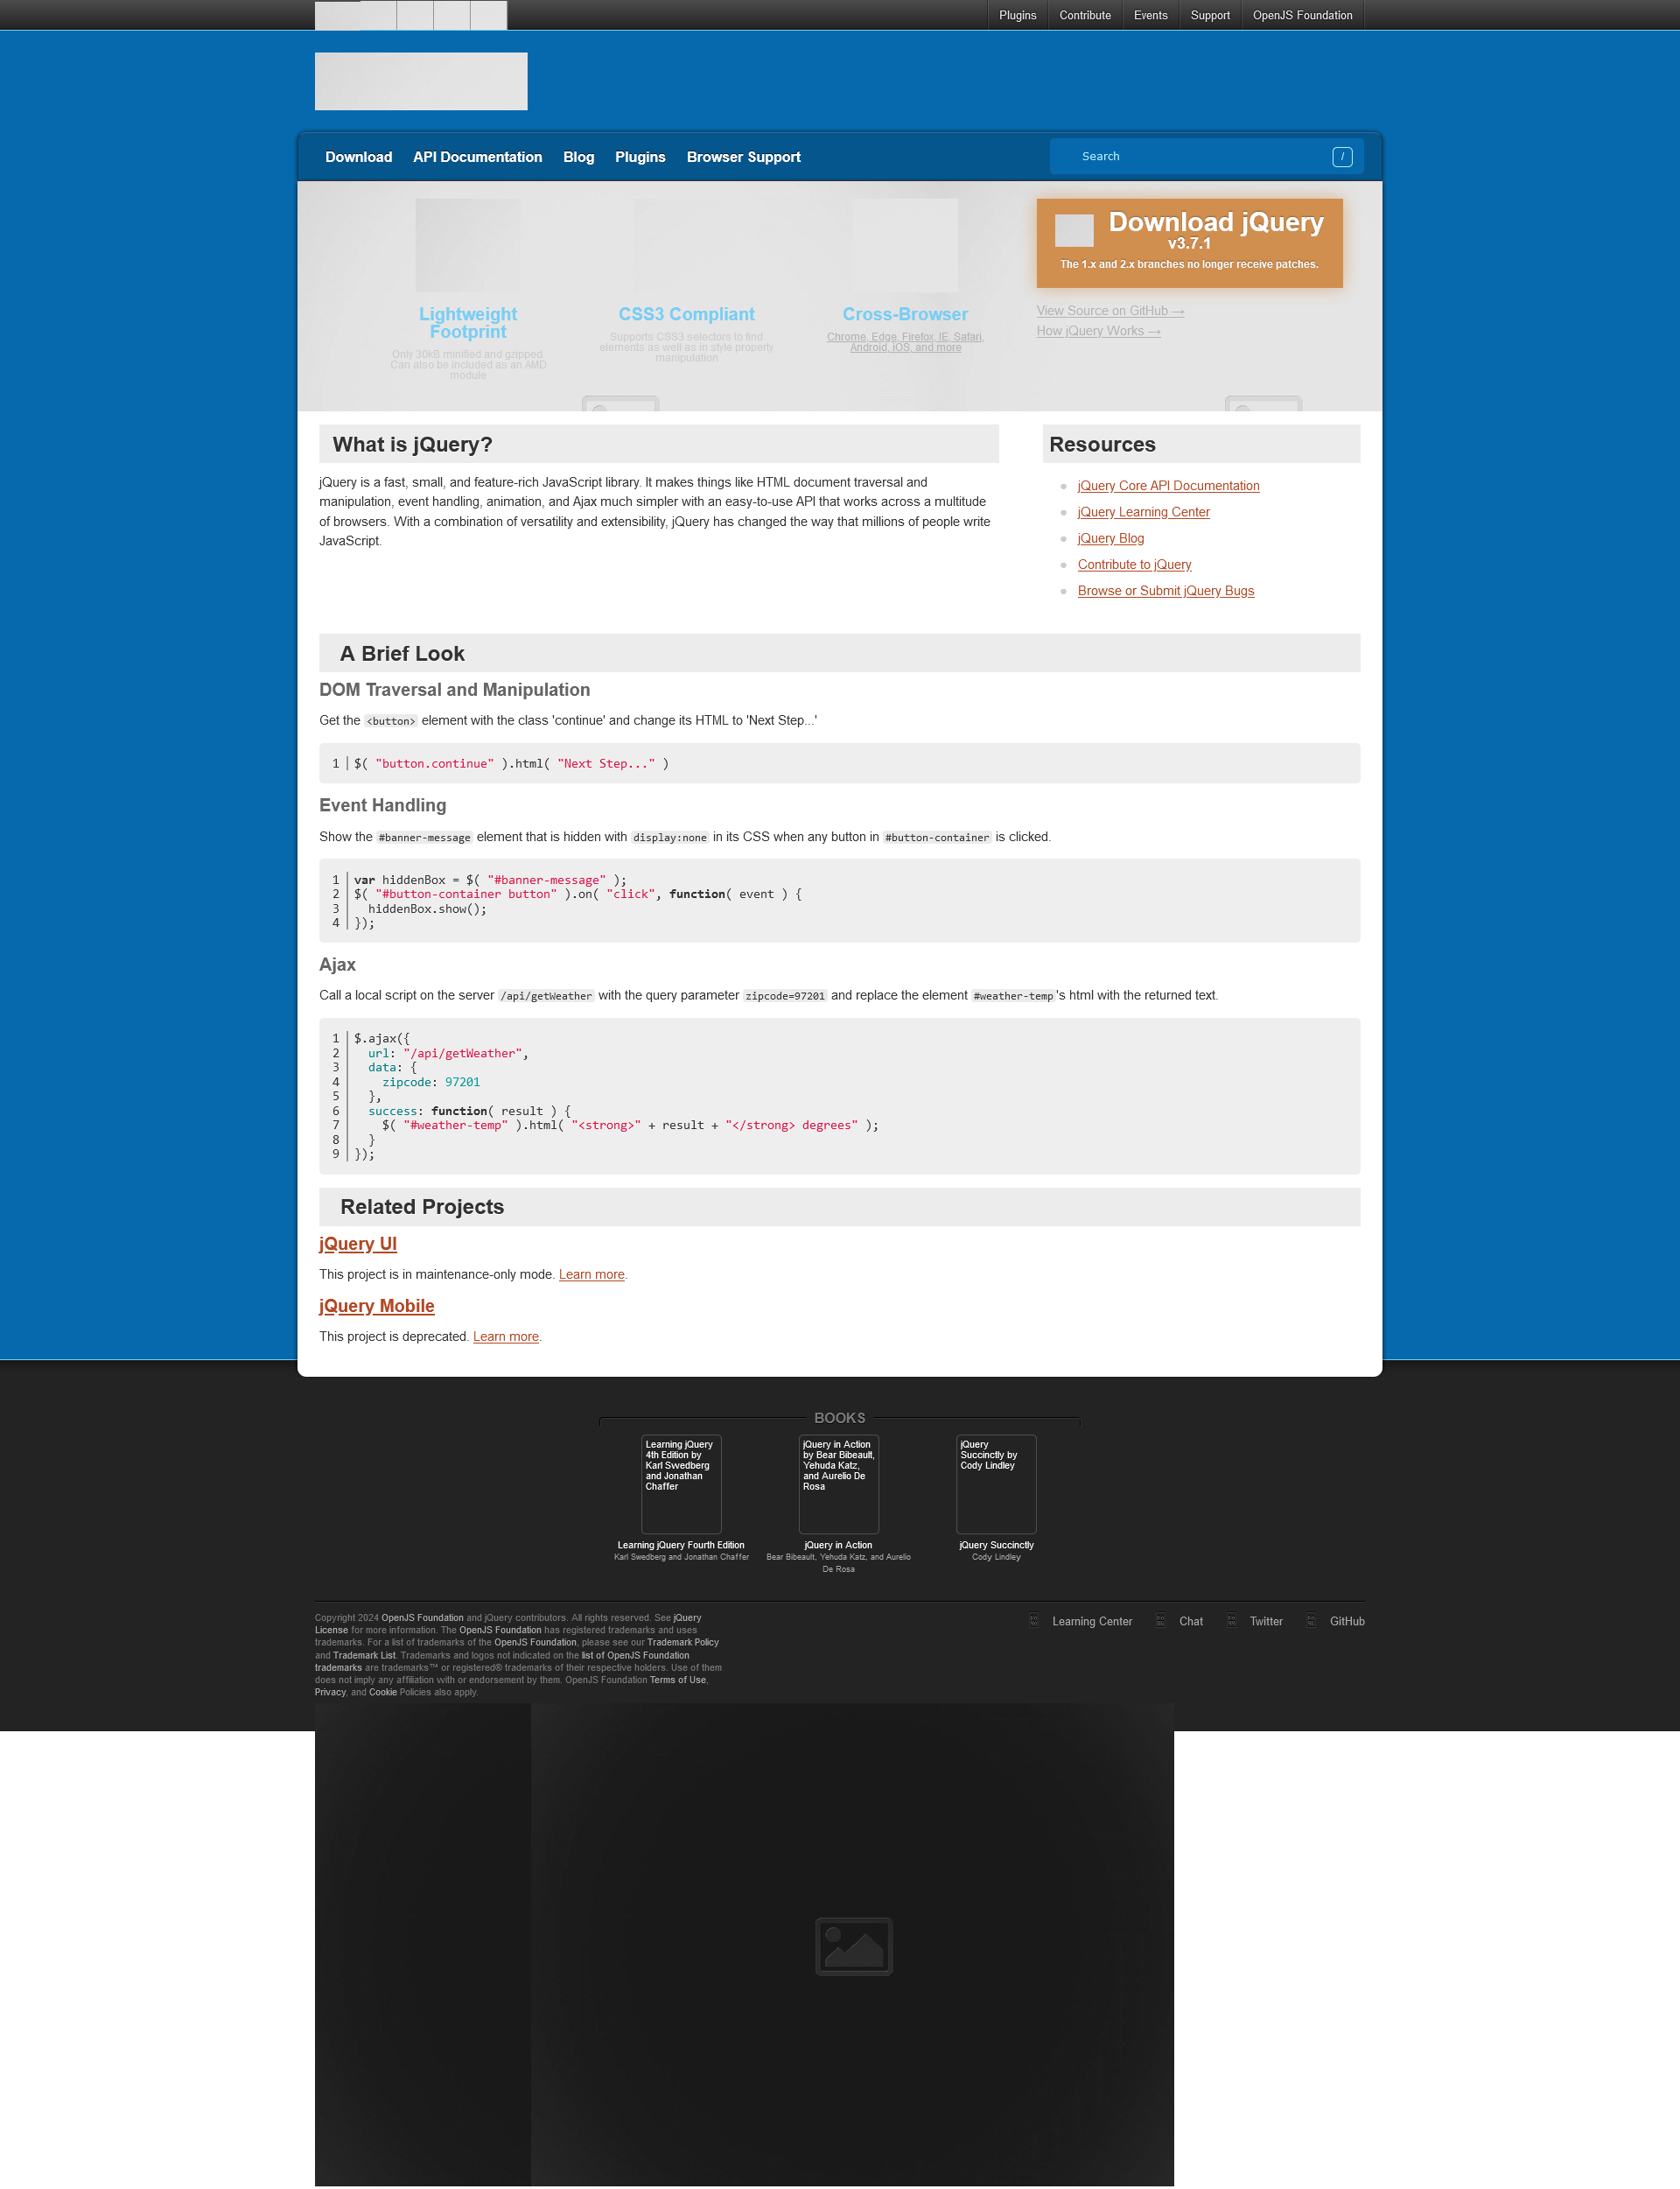 Plugins Contribute Events Support OpenJS Foundation
Download API Documentation Blog Plugins Browser Support Search /
Lightweight
Footprint
Only 30kB minified and gzipped.
Can also be included as an AMD
module
CSS3 Compliant
Supports CSS3 selectors to find
elements as well as in style property
manipulation
Cross-Browser
Chrome, Edge, Firefox, IE, Safari,
Android, iOS, and more
Download jQuery
v3.7.1
The 1.x and 2.x branches no longer receive patches.
View Source on GitHub →
How jQuery Works →
What is jQuery?
jQuery is a fast, small, and feature-rich JavaScript library. It makes things like HTML document traversal and
manipulation, event handling, animation, and Ajax much simpler with an easy-to-use API that works across a multitude
of browsers. With a combination of versatility and extensibility, jQuery has changed the way that millions of people write
JavaScript.
Resources
jQuery Core API Documentation
jQuery Learning Center
jQuery Blog
Contribute to jQuery
Browse or Submit jQuery Bugs
A Brief Look
DOM Traversal and Manipulation
Get the <button> element with the class 'continue' and change its HTML to 'Next Step...'
1 $( "button.continue" ).html( "Next Step..." )
Event Handling
Show the #banner-message element that is hidden with display:none in its CSS when any button in #button-container is clicked.
1 var hiddenBox = $( "#banner-message" );
2 $( "#button-container button" ).on( "click", function( event ) {
3   hiddenBox.show();
4 });
Ajax
Call a local script on the server /api/getWeather with the query parameter zipcode=97201 and replace the element #weather-temp's html with the returned text.
1 $.ajax({
2   url: "/api/getWeather",
3   data: {
4     zipcode: 97201
5   },
6   success: function( result ) {
7     $( "#weather-temp" ).html( "<strong>" + result + "</strong> degrees" );
8   }
9 });
Related Projects
jQuery UI
This project is in maintenance-only mode. Learn more.
jQuery Mobile
This project is deprecated. Learn more.
BOOKS
Learning jQuery
4th Edition by
Karl Swedberg
and Jonathan
Chaffer
Learning jQuery Fourth Edition
Karl Swedberg and Jonathan Chaffer
jQuery in Action
by Bear Bibeault,
Yehuda Katz,
and Aurelio De
Rosa
jQuery in Action
Bear Bibeault, Yehuda Katz, and Aurelio
De Rosa
jQuery
Succinctly by
Cody Lindley
jQuery Succinctly
Cody Lindley
Copyright 2024 OpenJS Foundation and jQuery contributors. All rights reserved. See jQuery
License for more information. The OpenJS Foundation has registered trademarks and uses
trademarks. For a list of trademarks of the OpenJS Foundation, please see our Trademark Policy
and Trademark List. Trademarks and logos not indicated on the list of OpenJS Foundation
trademarks are trademarks™ or registered® trademarks of their respective holders. Use of them
does not imply any affiliation with or endorsement by them. OpenJS Foundation Terms of Use,
Privacy, and Cookie Policies also apply.
Learning Center Chat Twitter GitHub